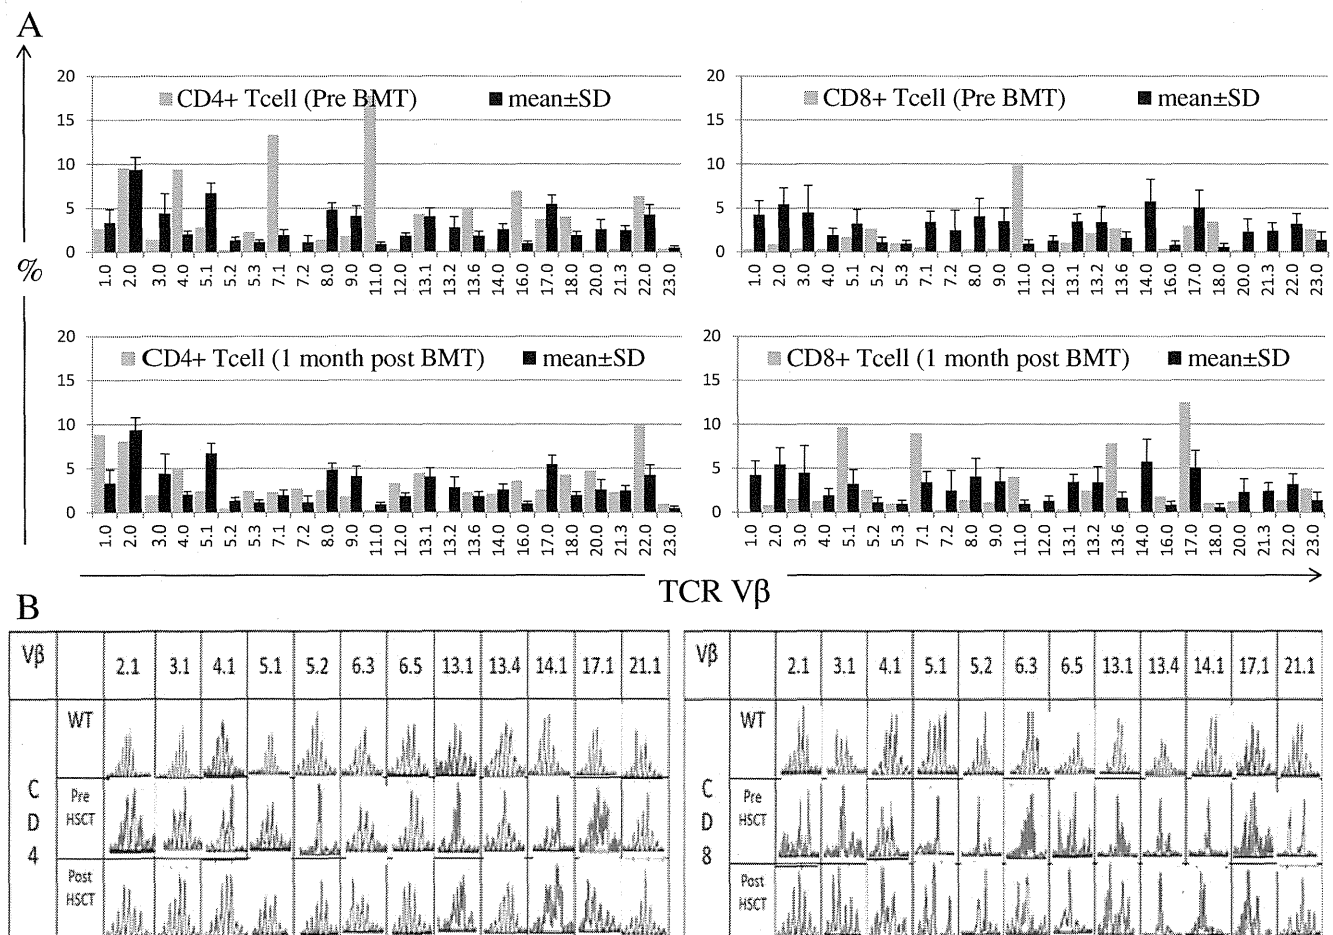 A
20
15
10
5
0
CD4+ Tcell (Pre BMT) mean±SD
1.0 2.0 3.0 4.0 5.1 5.2 5.3 7.1 7.2 8.0 9.0 11.0 12.0 13.1 13.2 13.6 14.0 16.0 17.0 18.0 20.0 21.3 22.0 23.0
20
15
10
5
0
CD8+ Tcell (Pre BMT) mean±SD
1.0 2.0 3.0 4.0 5.1 5.2 5.3 7.1 7.2 8.0 9.0 11.0 12.0 13.1 13.2 13.6 14.0 16.0 17.0 18.0 20.0 21.3 22.0 23.0
%
20
15
10
5
0
CD4+ Tcell (1 month post BMT) mean±SD
1.0 2.0 3.0 4.0 5.1 5.2 5.3 7.1 7.2 8.0 9.0 11.0 12.0 13.1 13.2 13.6 14.0 16.0 17.0 18.0 20.0 21.3 22.0 23.0
20
15
10
5
0
CD8+ Tcell (1 month post BMT) mean±SD
1.0 2.0 3.0 4.0 5.1 5.2 5.3 7.1 7.2 8.0 9.0 11.0 12.0 13.1 13.2 13.6 14.0 16.0 17.0 18.0 20.0 21.3 22.0 23.0
TCR Vβ
B
Vβ 2.1 3.1 4.1 5.1 5.2 6.3 6.5 13.1 13.4 14.1 17.1 21.1
CD4
WT
Pre
HSCT
Post
HSCT
Vβ 2.1 3.1 4.1 5.1 5.2 6.3 6.5 13.1 13.4 14.1 17.1 21.1
CD8
WT
Pre
HSCT
Post
HSCT